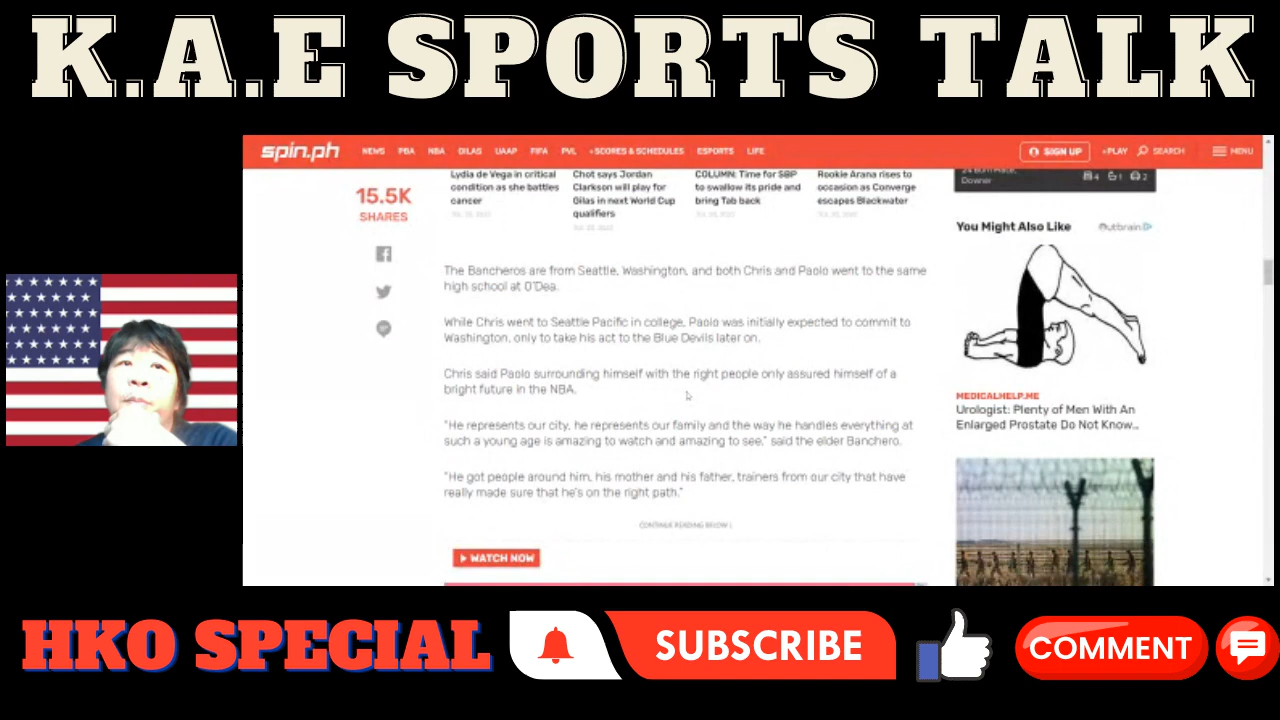 K.A.E SPORTS TALK
spin.ph NEWS PBA NBA GILAS UAAP FIFA PVL +SCORES & SCHEDULES ESPORTS LIFE SIGN UP +PLAY SEARCH MENU
15.5K
SHARES
Lydia de Vega in critical
condition as she battles
cancer
Chot says Jordan
Clarkson will play for
Gilas in next World Cup
qualifiers
COLUMN: Time for SBP
to swallow its pride and
bring Tab back
Rookie Arana rises to
occasion as Converge
escapes Blackwater
Downer
4 1 2
The Bancheros are from Seattle, Washington, and both Chris and Paolo went to the same
high school at O'Dea.
While Chris went to Seattle Pacific in college, Paolo was initially expected to commit to
Washington, only to take his act to the Blue Devils later on.
Chris said Paolo surrounding himself with the right people only assured himself of a
bright future in the NBA.
"He represents our city, he represents our family and the way he handles everything at
such a young age is amazing to watch and amazing to see," said the elder Banchero.
"He got people around him, his mother and his father, trainers from our city that have
really made sure that he's on the right path."
CONTINUE READING BELOW ↓
WATCH NOW
You Might Also Like
Outbrain
MEDICALHELP.ME
Urologist: Plenty of Men With An
Enlarged Prostate Do Not Know...
HKO SPECIAL
SUBSCRIBE
COMMENT